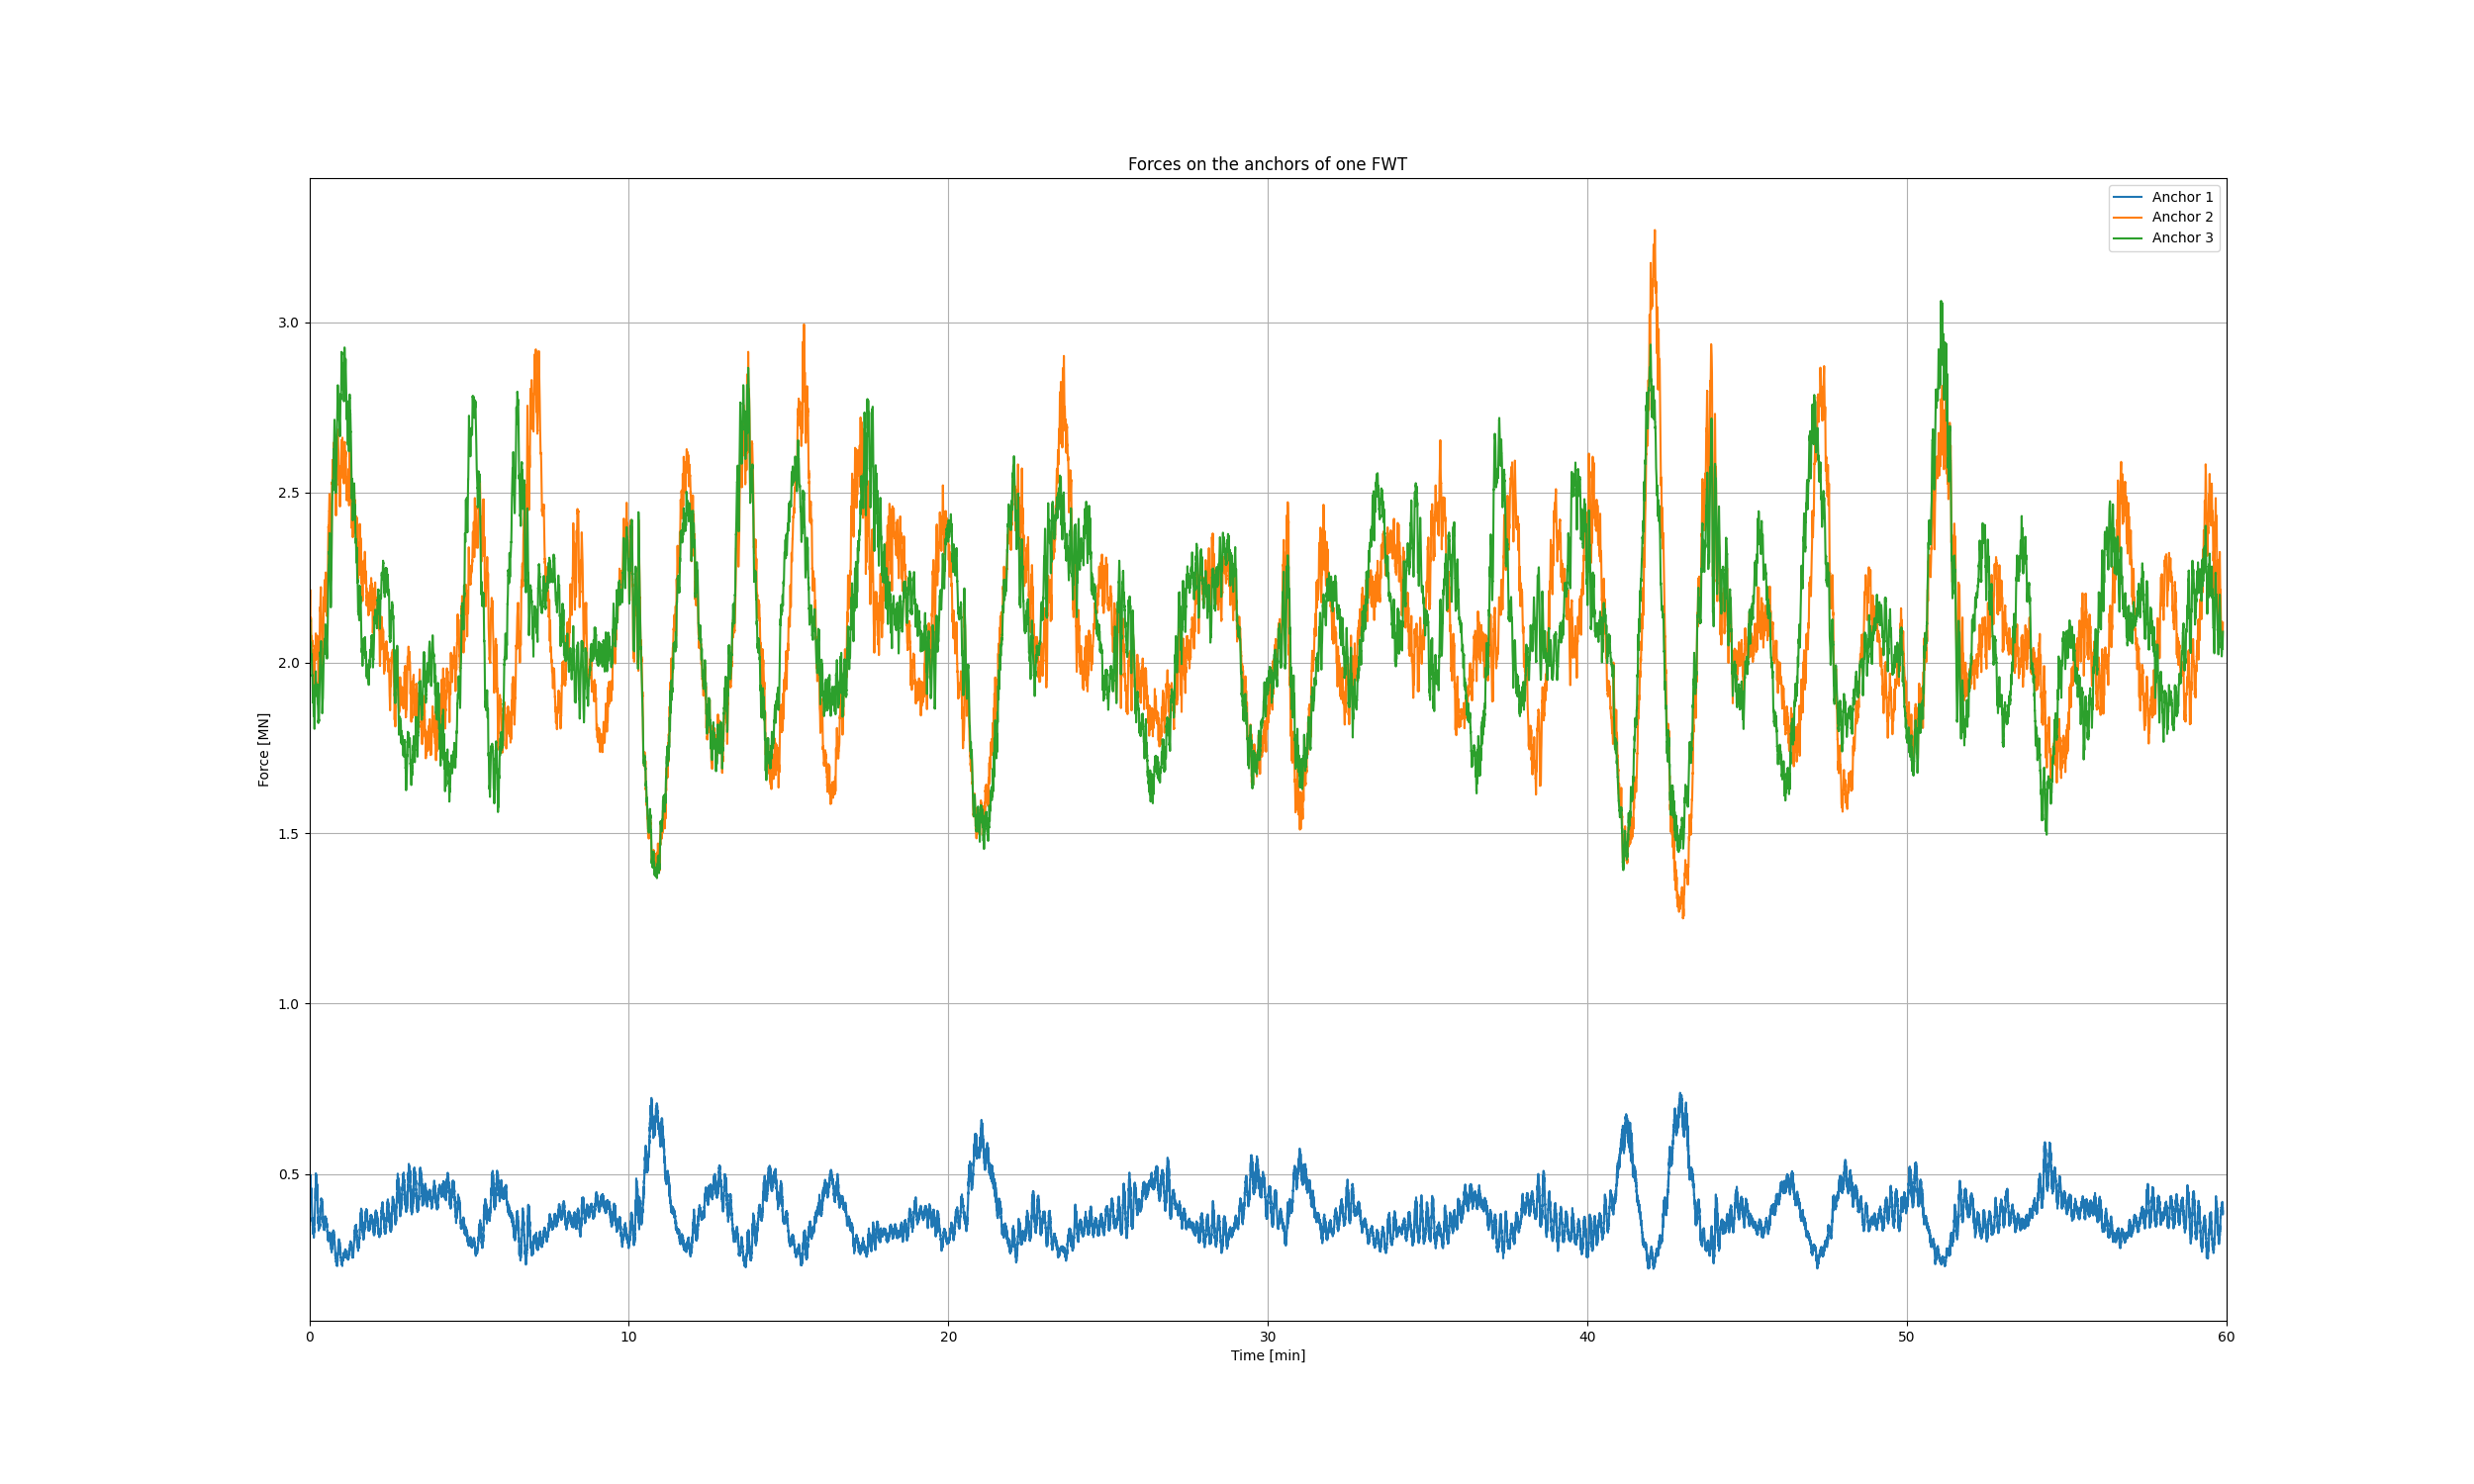 Forces on the anchors of one FWT
Anchor 1
Anchor 2
Anchor 3
Force [MN]
3.0
2.5
2.0
1.5
1.0
0.5
0 10 20 30 40 50 60
Time [min]